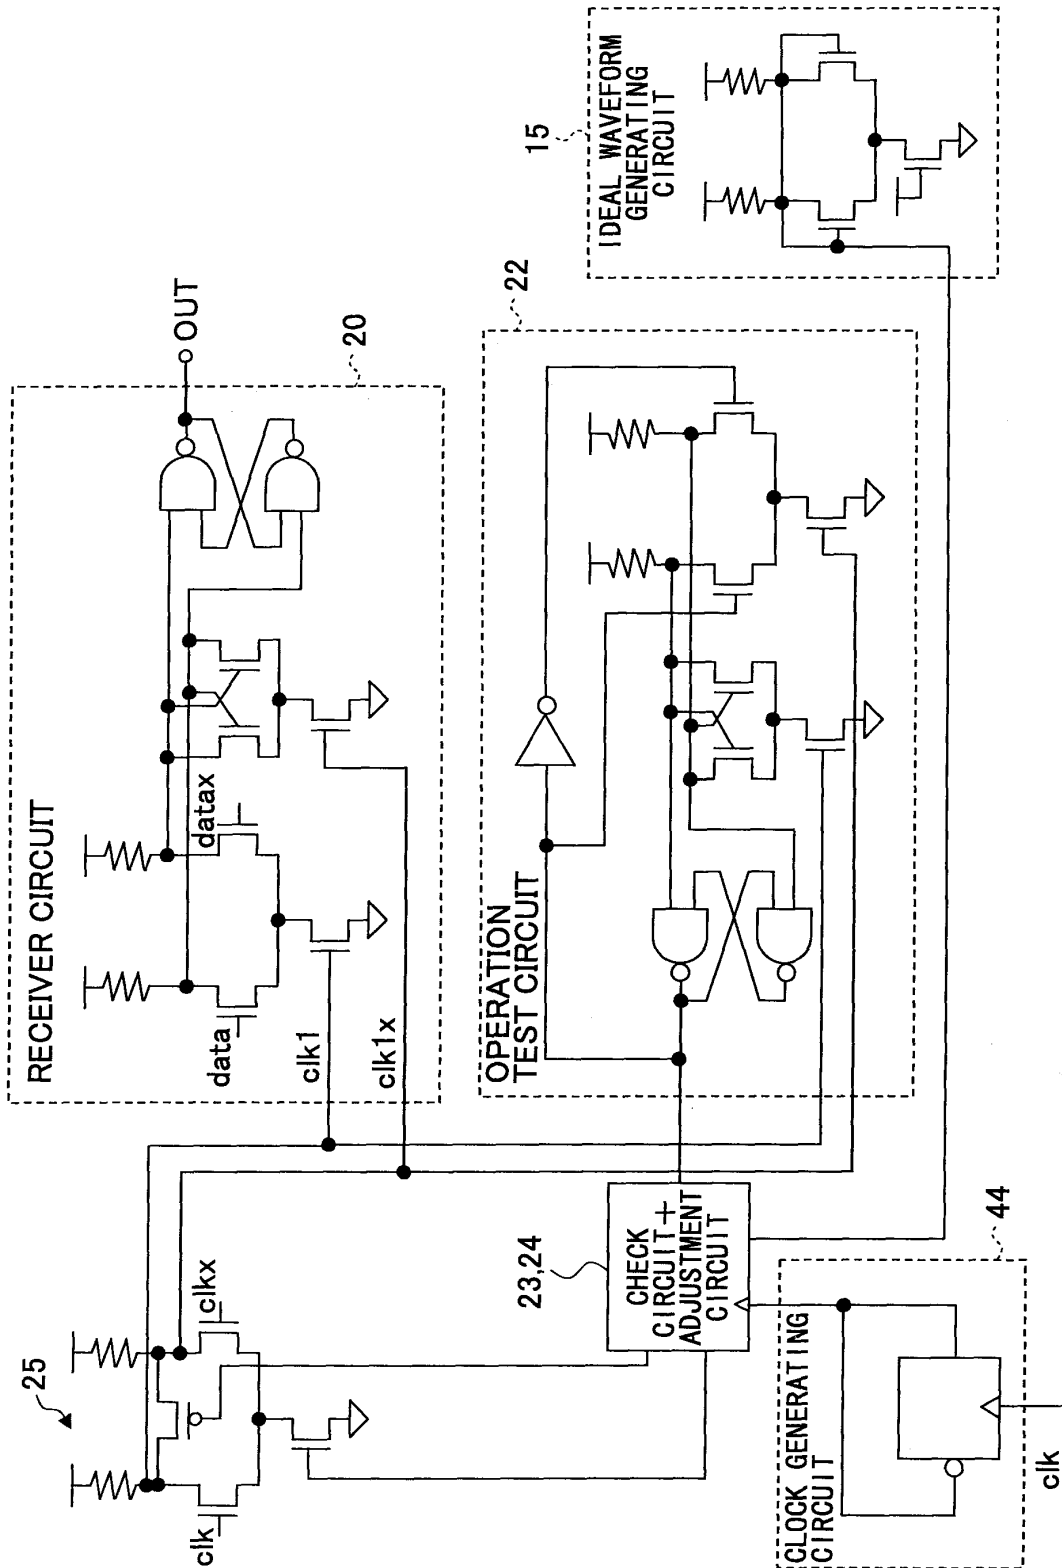 25
clk
clkx
RECEIVER CIRCUIT
20
data
datax
clk1
clk1x
OUT
OPERATION
TEST CIRCUIT
22
IDEAL WAVEFORM
GENERATING
CIRCUIT
15
23,24
CHECK
CIRCUIT+
ADJUSTMENT
CIRCUIT
CLOCK GENERATING
CIRCUIT
44
clk